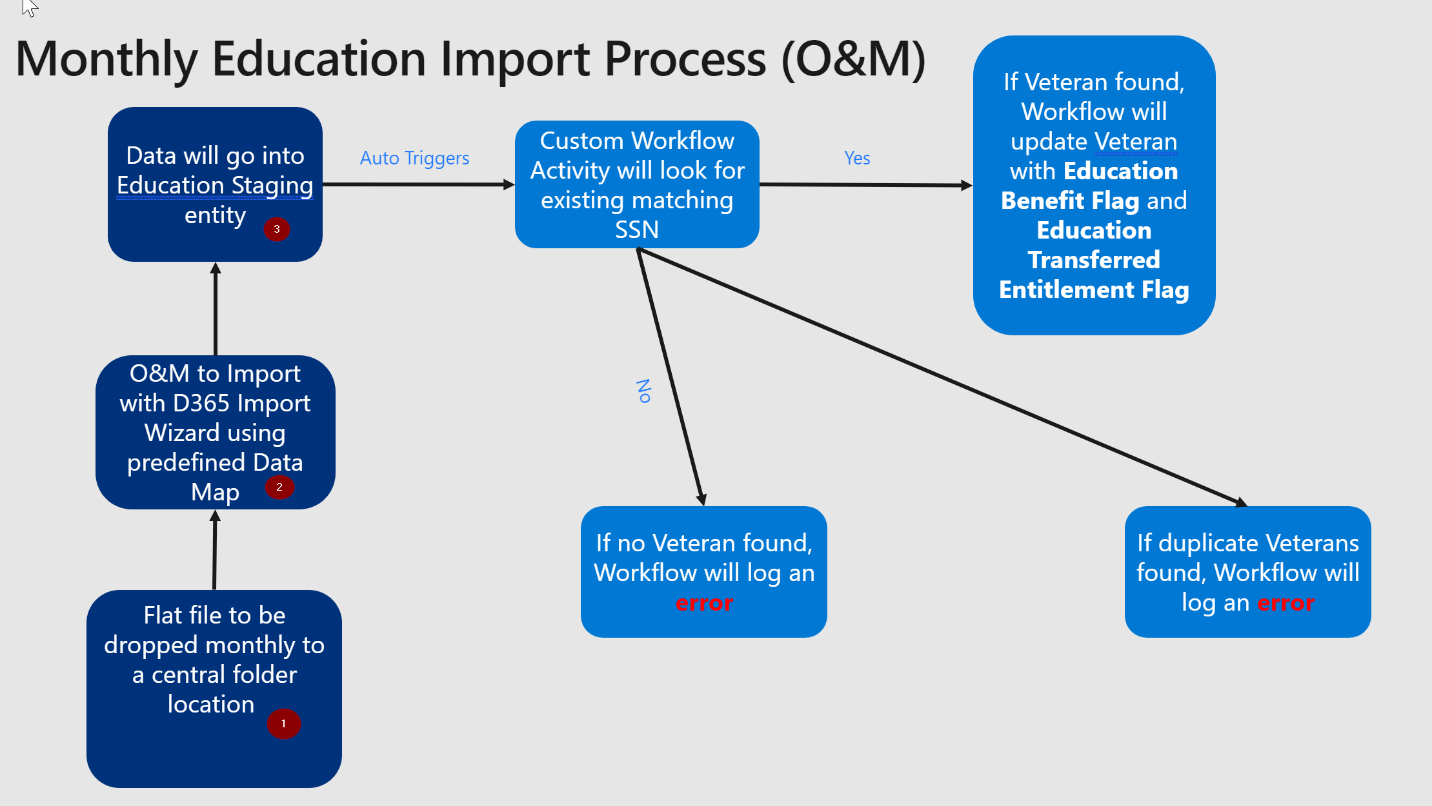 Monthly Education Import Process (O&M)
Data will go into
Education Staging
entity
3
Auto Triggers
Custom Workflow
Activity will look for
existing matching
SSN
Yes
If Veteran found,
Workflow will
update Veteran
with Education
Benefit Flag and
Education
Transferred
Entitlement Flag
O&M to Import
with D365 Import
Wizard using
predefined Data
Map
2
No
Flat file to be
dropped monthly to
a central folder
location
1
If no Veteran found,
Workflow will log an
error
If duplicate Veterans
found, Workflow will
log an error